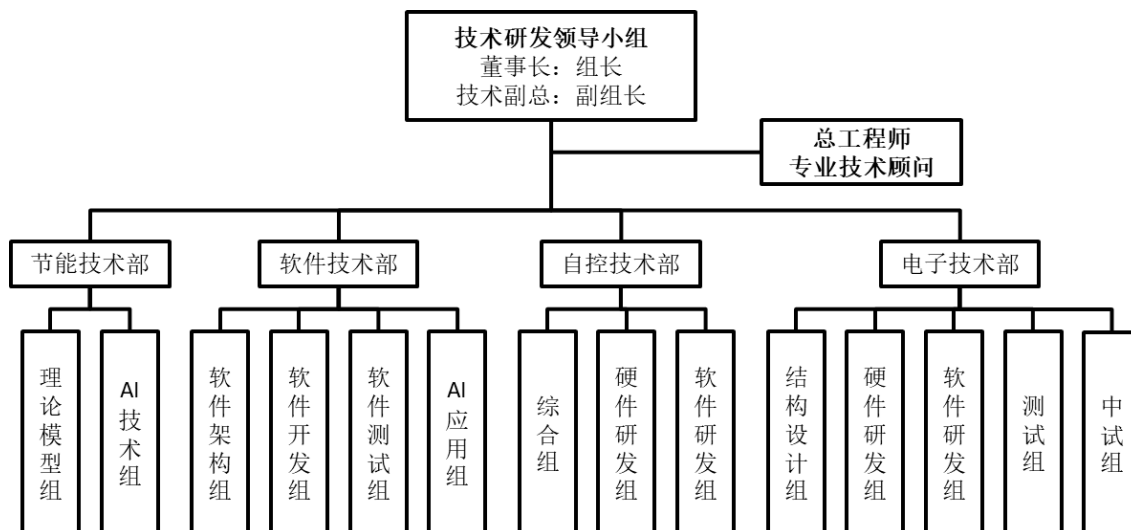 技术研发领导小组
董事长：组长
技术副总：副组长
总工程师
专业技术顾问
节能技术部
软件技术部
自控技术部
电子技术部
理论模型组
AI技术组
软件架构组
软件开发组
软件测试组
AI应用组
综合组
硬件研发组
软件研发组
结构设计组
硬件研发组
软件研发组
测试组
中试组